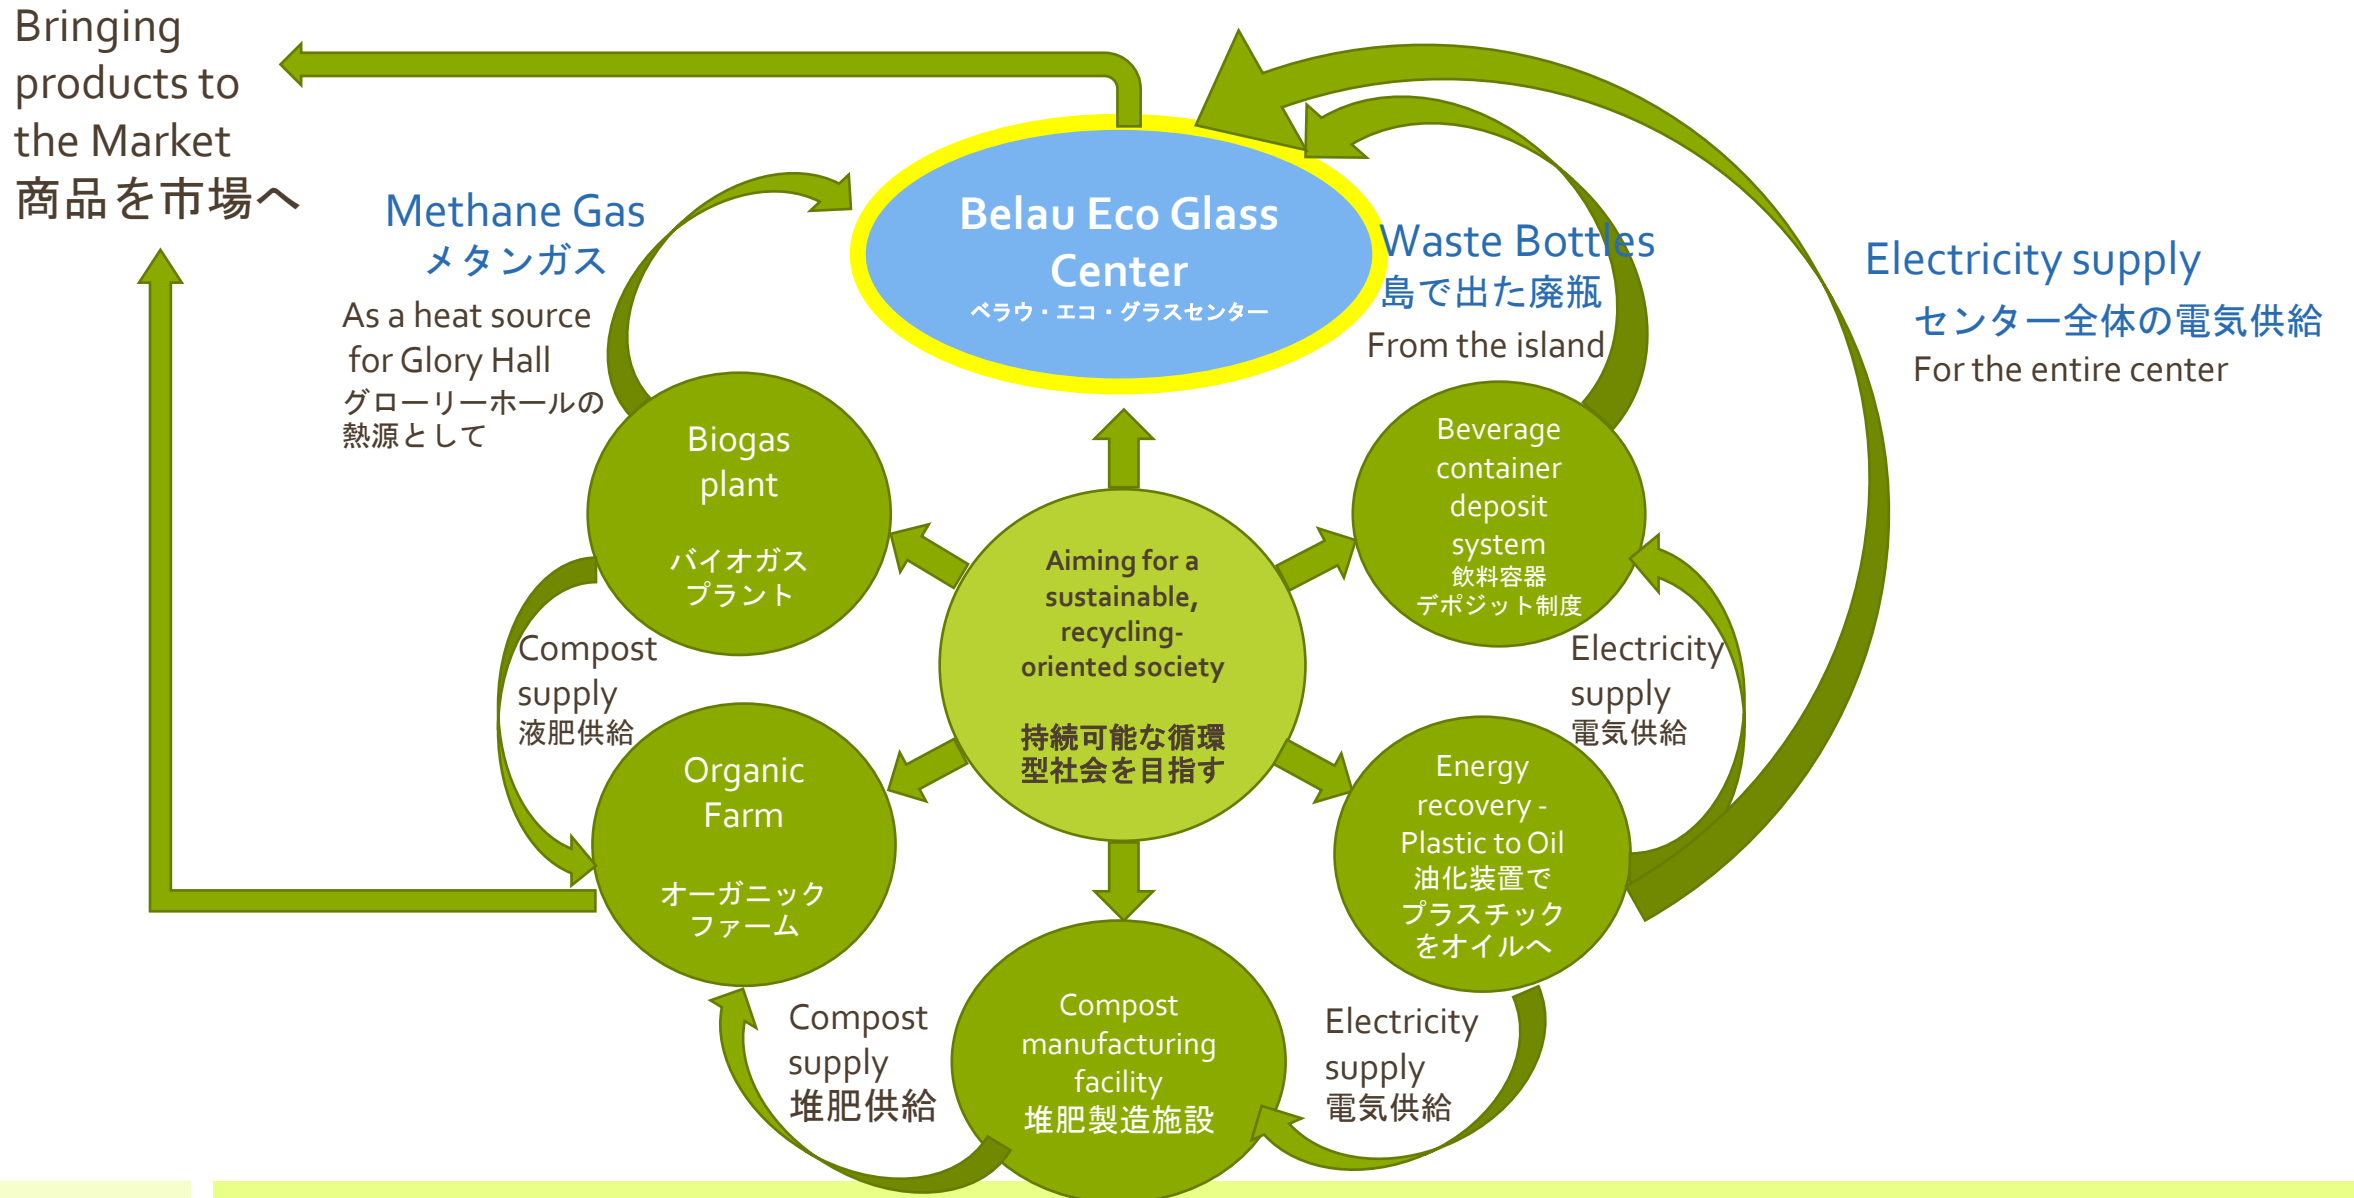 Bringing
products to
the Market
商品を市場へ
Methane Gas
メタンガス
As a heat source
for Glory Hall
グローリーホールの
熱源として
Belau Eco Glass
Center
ベラウ・エコ・グラスセンター
Waste Bottles
島で出た廃瓶
From the island
Electricity supply
センター全体の電気供給
For the entire center
Biogas
plant
バイオガス
プラント
Beverage
container
deposit
system
飲料容器
デポジット制度
Aiming for a
sustainable,
recycling-
oriented society
持続可能な循環
型社会を目指す
Compost
supply
液肥供給
Electricity
supply
電気供給
Organic
Farm
オーガニック
ファーム
Energy
recovery -
Plastic to Oil
油化装置で
プラスチック
をオイルへ
Compost
supply
堆肥供給
Compost
manufacturing
facility
堆肥製造施設
Electricity
supply
電気供給